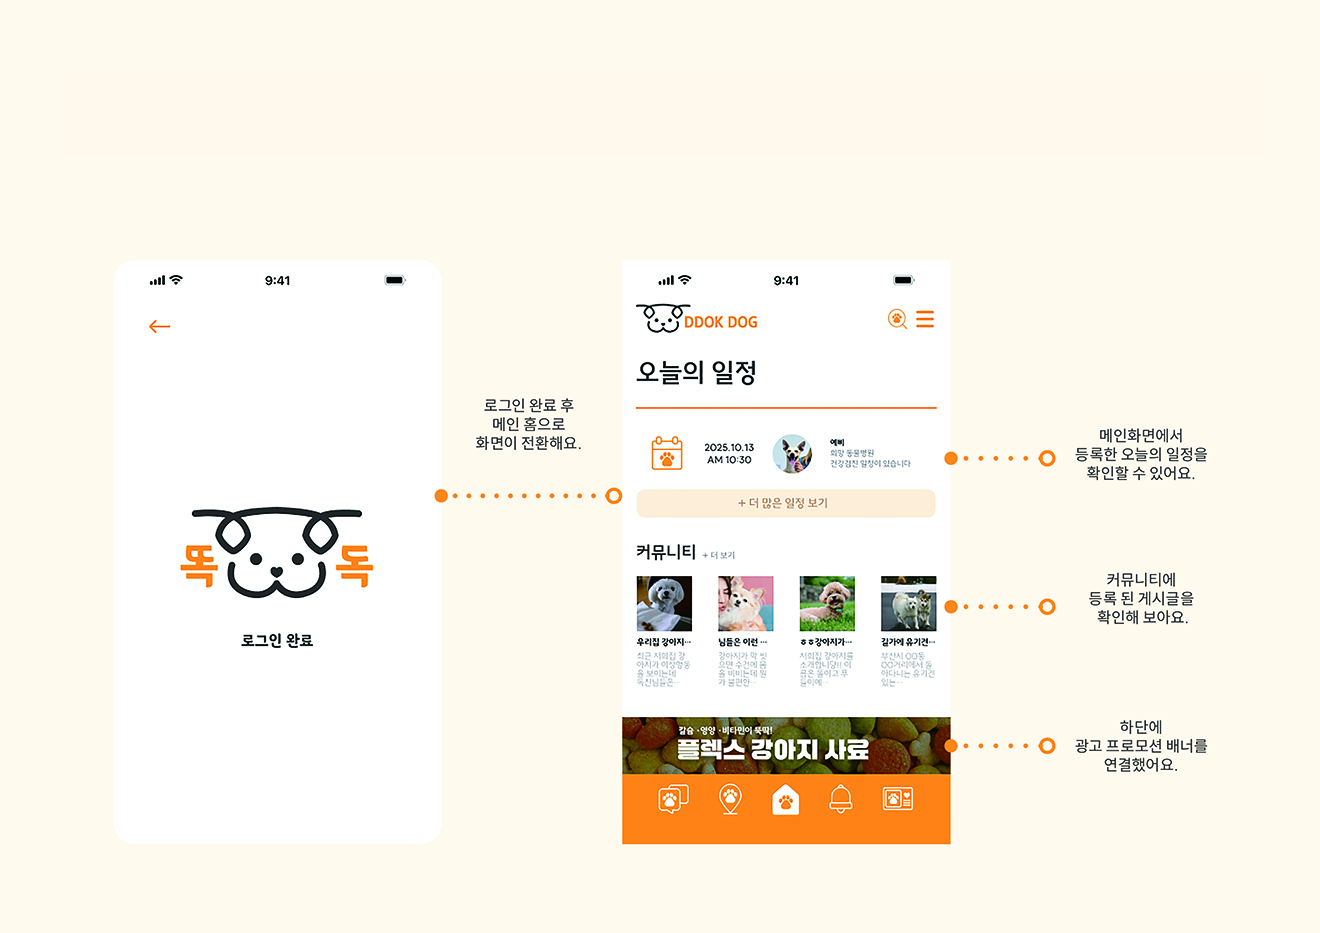 9:41
똑 독
로그인 완료
로그인 완료 후
메인 홈으로
화면이 전환해요.
9:41
DDOK DOG
오늘의 일정
2025.10.13
AM 10:30
예삐
희망 동물병원
건강검진 일정이 있습니다
+ 더 많은 일정 보기
커뮤니티 + 더 보기
우리집 강아지…
최근 저희집 강
아지가 이상행동
을 보이는데
독친님들은…
님들은 이런 …
강아지가 막 씻
으면 수건에 몸
을 비비는데 뭔
가 불편한…
ㅎㅎ강아지가…
저희집 강아지를
소개합니당!! 이
름은 똘이고 푸
들이에…
길가에 유기견…
부산시 OO동
OO거리에서 돌
아다니는 유기견
있는…
칼슘·영양·비타민이 뚝딱!
플렉스 강아지 사료
메인화면에서
등록한 오늘의 일정을
확인할 수 있어요.
커뮤니티에
등록 된 게시글을
확인해 보아요.
하단에
광고 프로모션 배너를
연결했어요.